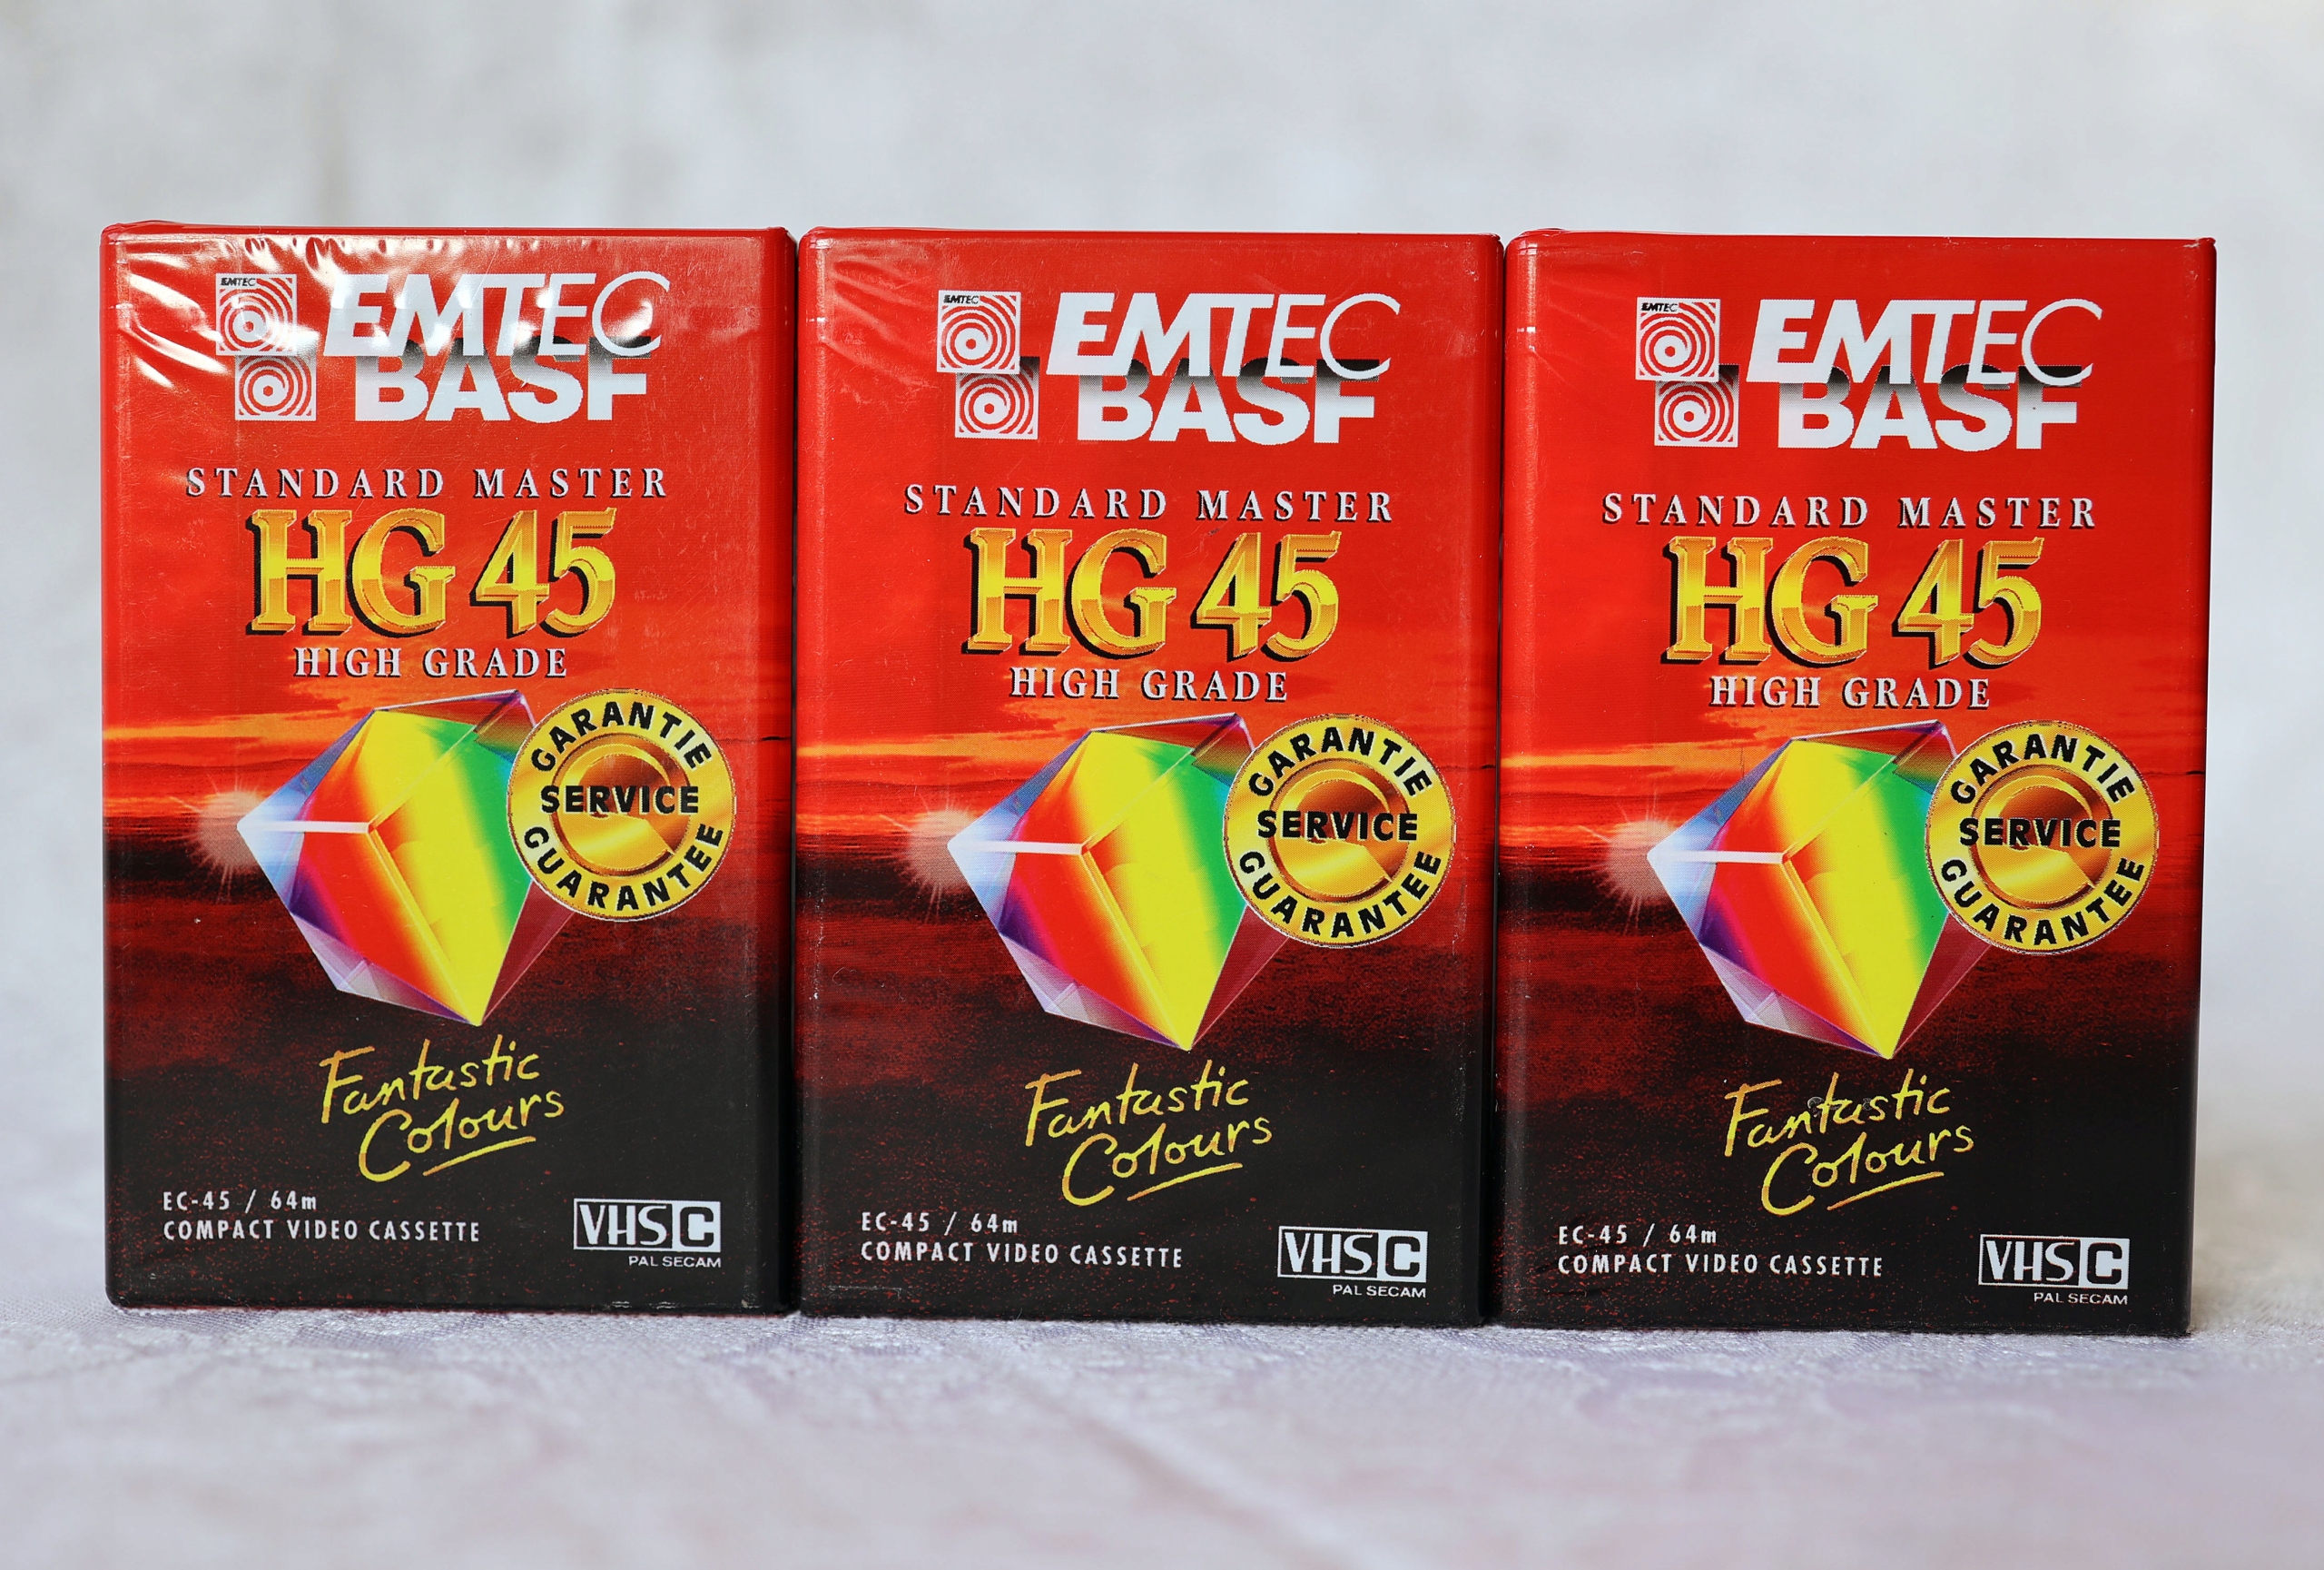 EMTEC
EMTEC
BASF
STANDARD MASTER
HG 45
HIGH GRADE
GARANTIE
SERVICE
GUARANTEE
Fantastic
Colours
EC-45 / 64m
COMPACT VIDEO CASSETTE
VHS C
PAL SECAM
EMTEC
EMTEC
BASF
STANDARD MASTER
HG 45
HIGH GRADE
GARANTIE
SERVICE
GUARANTEE
Fantastic
Colours
EC-45 / 64m
COMPACT VIDEO CASSETTE
VHS C
PAL SECAM
EMTEC
EMTEC
BASF
STANDARD MASTER
HG 45
HIGH GRADE
GARANTIE
SERVICE
GUARANTEE
Fantastic
Colours
EC-45 / 64m
COMPACT VIDEO CASSETTE
VHS C
PAL SECAM